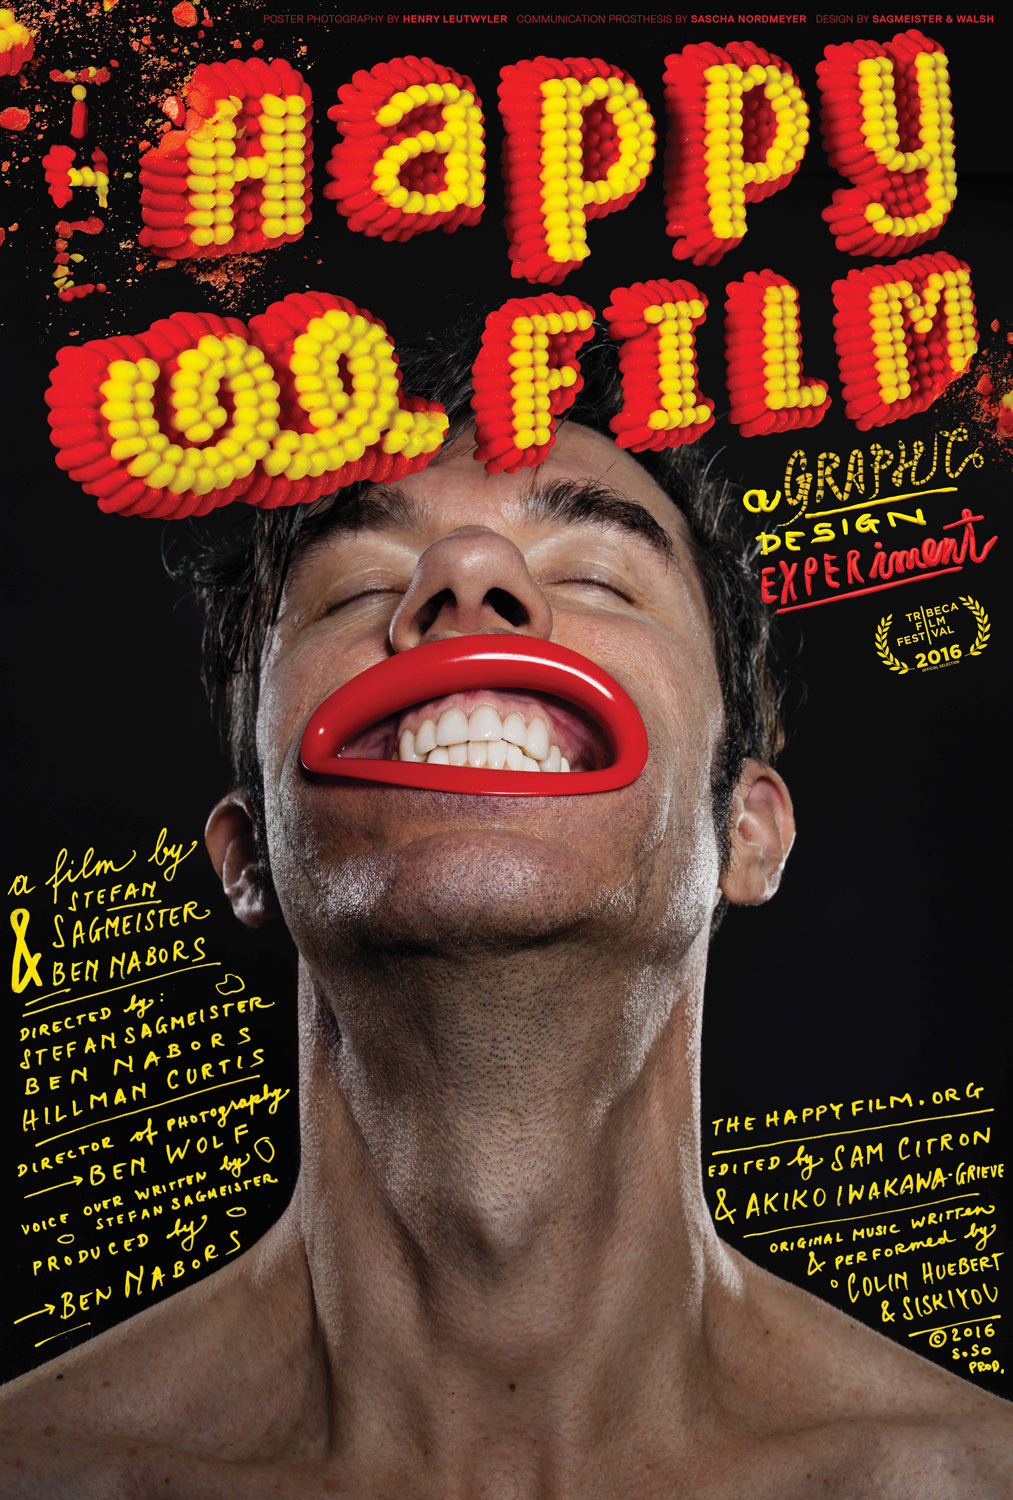 POSTER PHOTOGRAPHY BY HENRY LEUTWYLER COMMUNICATION PROSTHESIS BY SASCHA NORDMEYER DESIGN BY SAGMEISTER & WALSH
THE
Happy
FILM
a GRAPHIC
DESIGN
EXPERiment
TRIBECA
FILM
FESTIVAL
2016
OFFICIAL SELECTION
a film by
STEFAN
& SAGMEISTER
BEN NABORS
DIRECTED by:
STEFAN SAGMEISTER
BEN NABORS
HILLMAN CURTIS
DIRECTOR of PHOTOgraphy
→BEN WOLF
VOICE OVER WRITTEN by
STEFAN SAGMEISTER
PRODUCED by
→BEN NABORS
THE HAPPY FILM.ORG
EDITED by SAM CITRON
& AKIKO IWAKAWA-GRIEVE
ORIGINAL MUSIC WRITTEN
& PERFORMED by
COLIN HUEBERT
& SISKIYOU
© 2016
S.SO
PROD.